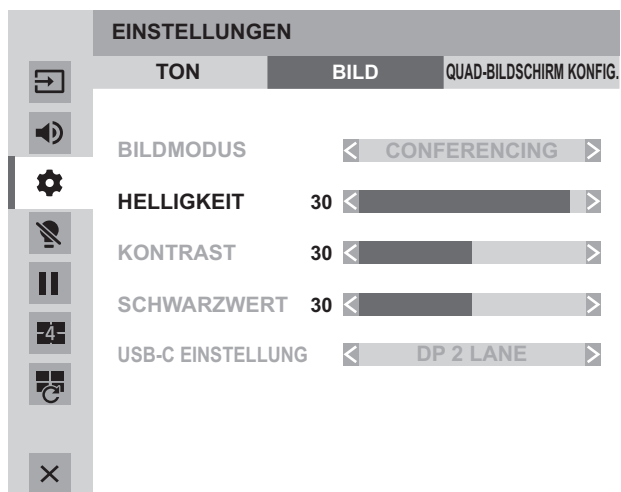 EINSTELLUNGEN
TON BILD QUAD-BILDSCHIRM KONFIG.
BILDMODUS CONFERENCING
HELLIGKEIT 30
KONTRAST 30
SCHWARZWERT 30
-4-
USB-C EINSTELLUNG DP 2 LANE